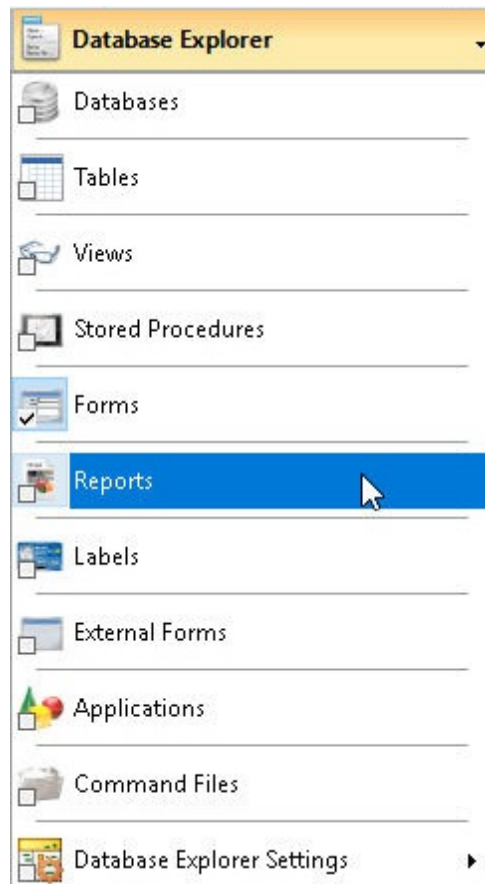 Database Explorer
Databases
Tables
Views
Stored Procedures
Forms
Reports
Labels
External Forms
Applications
Command Files
Database Explorer Settings